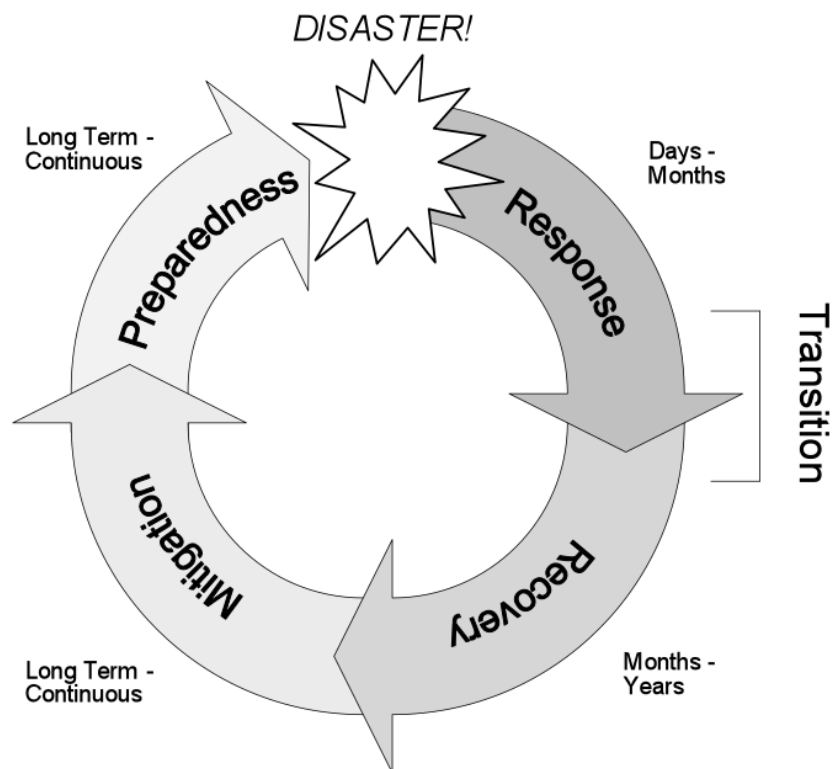 DISASTER!
Long Term -
Continuous
Preparedness
Response
Days -
Months
Transition
Recovery
Months -
Years
Mitigation
Long Term -
Continuous